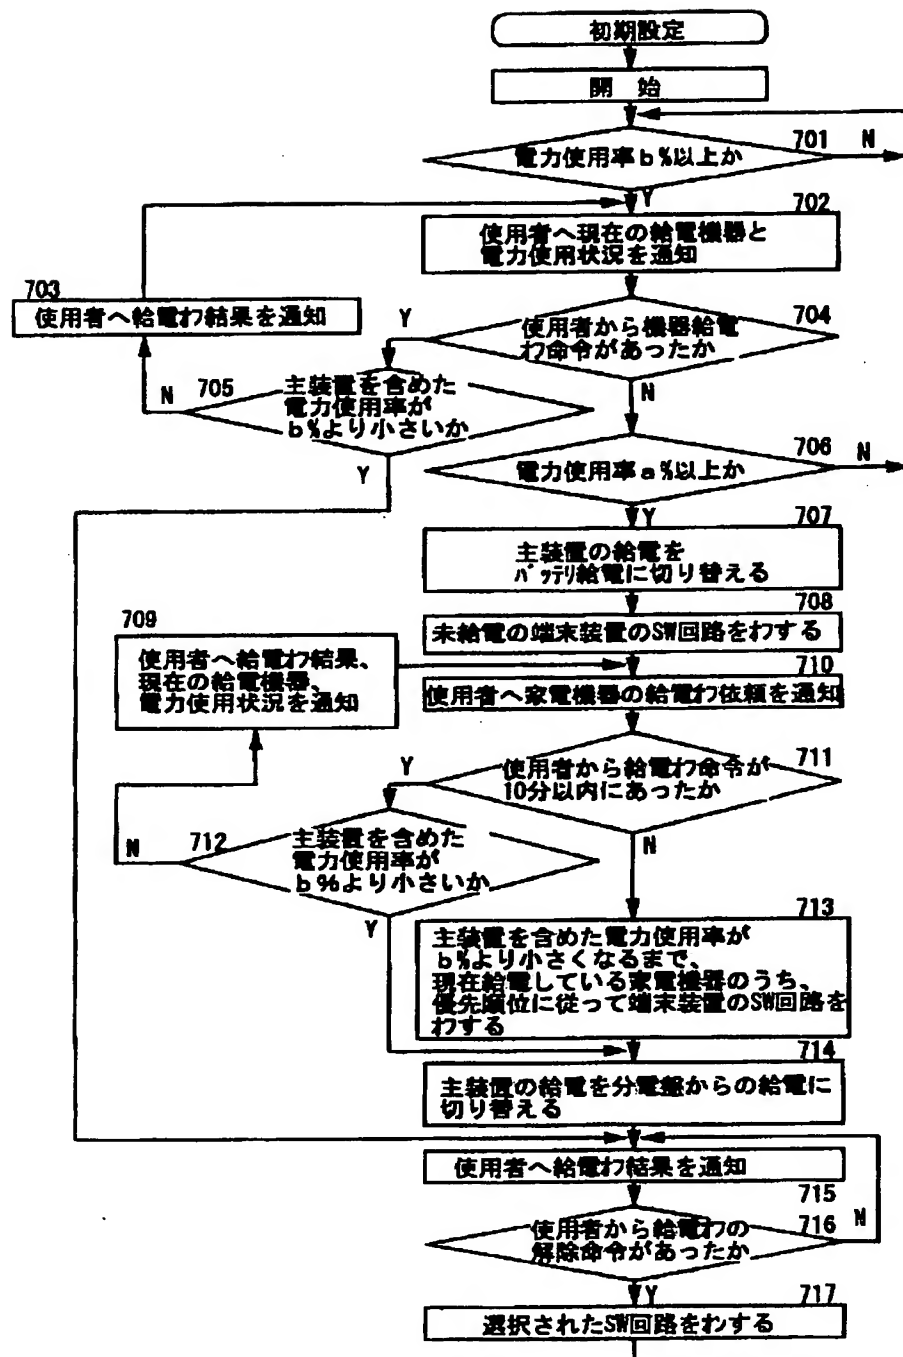 初期設定
開 始
701 N
電力使用率b%以上か
Y
702
使用者へ現在の給電機器と
電力使用状況を通知
703
使用者へ給電ｵﾌ結果を通知
704
Y
使用者から機器給電
ｵﾌ命令があったか
N
705
N
主装置を含めた
電力使用率が
b%より小さいか
Y
706 N
電力使用率a%以上か
Y
707
主装置の給電を
ﾊﾞｯﾃﾘ給電に切り替える
708
未給電の端末装置のSW回路をｵﾌする
709
使用者へ給電ｵﾌ結果、
現在の給電機器、
電力使用状況を通知
710
使用者へ家電機器の給電ｵﾌ依頼を通知
711
Y
使用者から給電ｵﾌ命令が
10分以内にあったか
N
712
N
主装置を含めた
電力使用率が
b%より小さいか
Y
713
主装置を含めた電力使用率が
b%より小さくなるまで、
現在給電している家電機器のうち、
優先順位に従って端末装置のSW回路を
ｵﾌする
714
主装置の給電を分電盤からの給電に
切り替える
使用者へ給電ｵﾌ結果を通知
715
716 N
使用者から給電ｵﾌの
解除命令があったか
Y
717
選択されたSW回路をｵﾝする